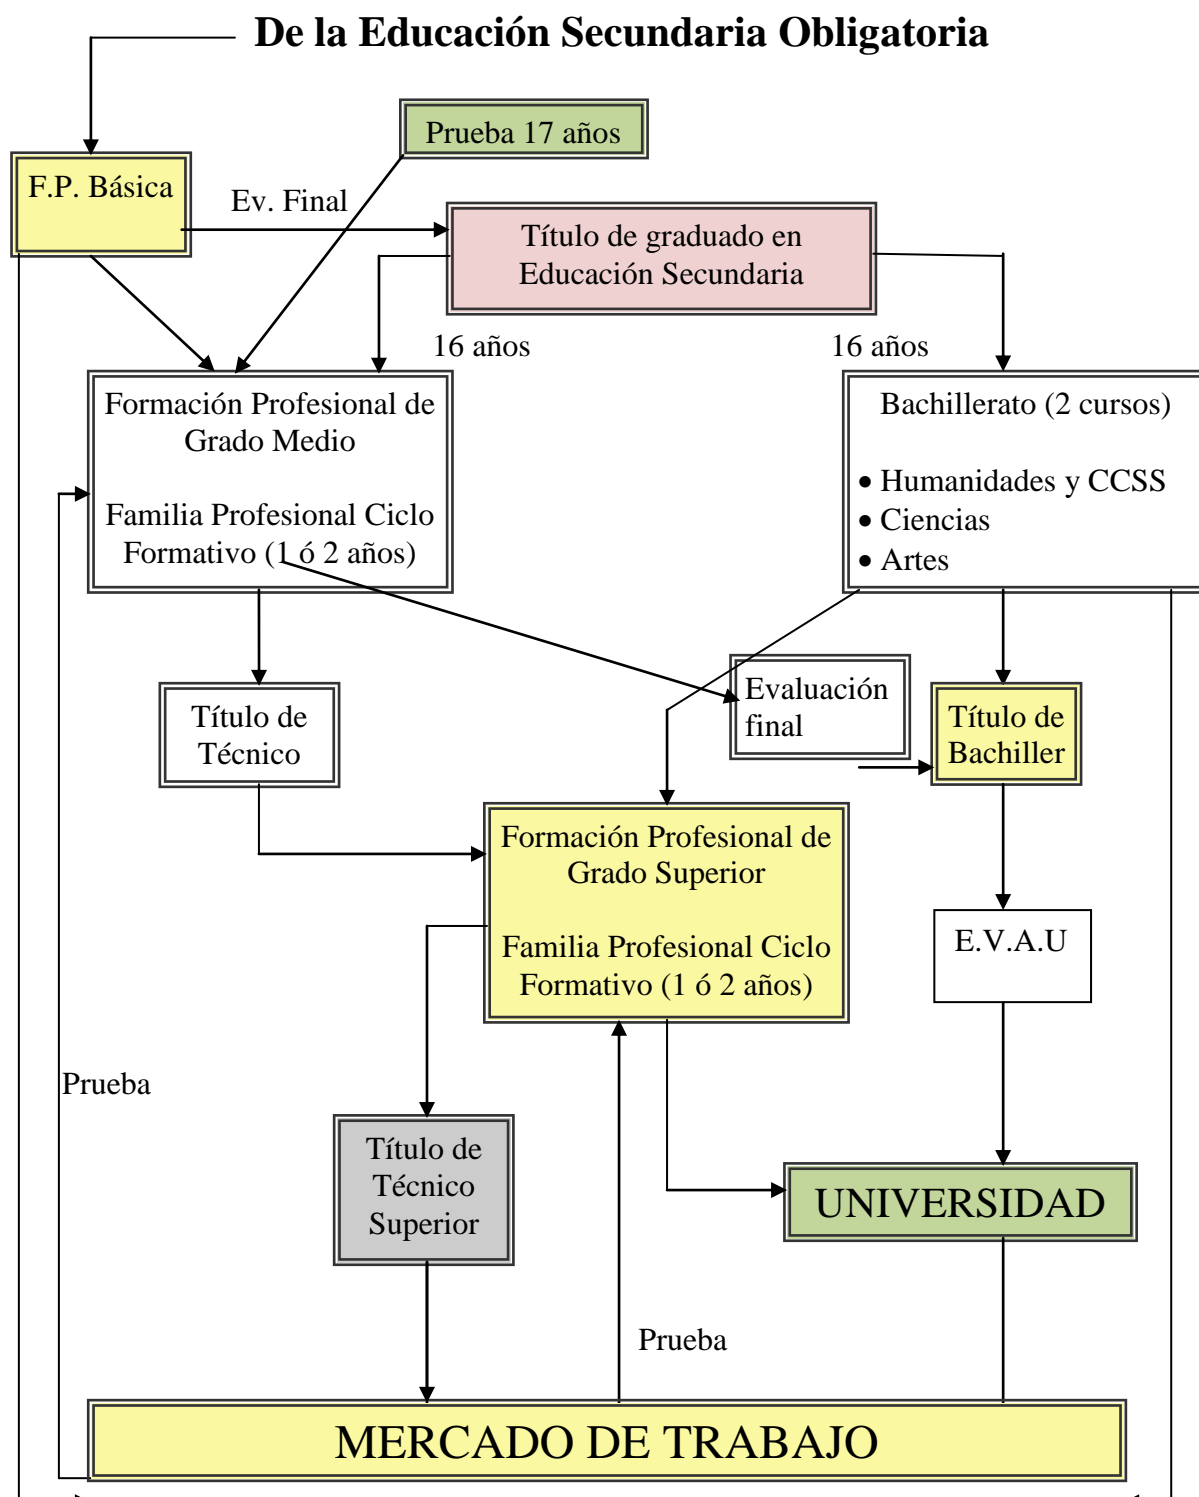 De la Educación Secundaria Obligatoria
Prueba 17 años
F.P. Básica
Ev. Final
Título de graduado en
Educación Secundaria
16 años
16 años
Formación Profesional de
Grado Medio
Familia Profesional Ciclo
Formativo (1 ó 2 años)
Bachillerato (2 cursos)
• Humanidades y CCSS
• Ciencias
• Artes
Título de
Técnico
Evaluación
final
Título de
Bachiller
Formación Profesional de
Grado Superior
Familia Profesional Ciclo
Formativo (1 ó 2 años)
E.V.A.U
Prueba
Título de
Técnico
Superior
UNIVERSIDAD
Prueba
MERCADO DE TRABAJO